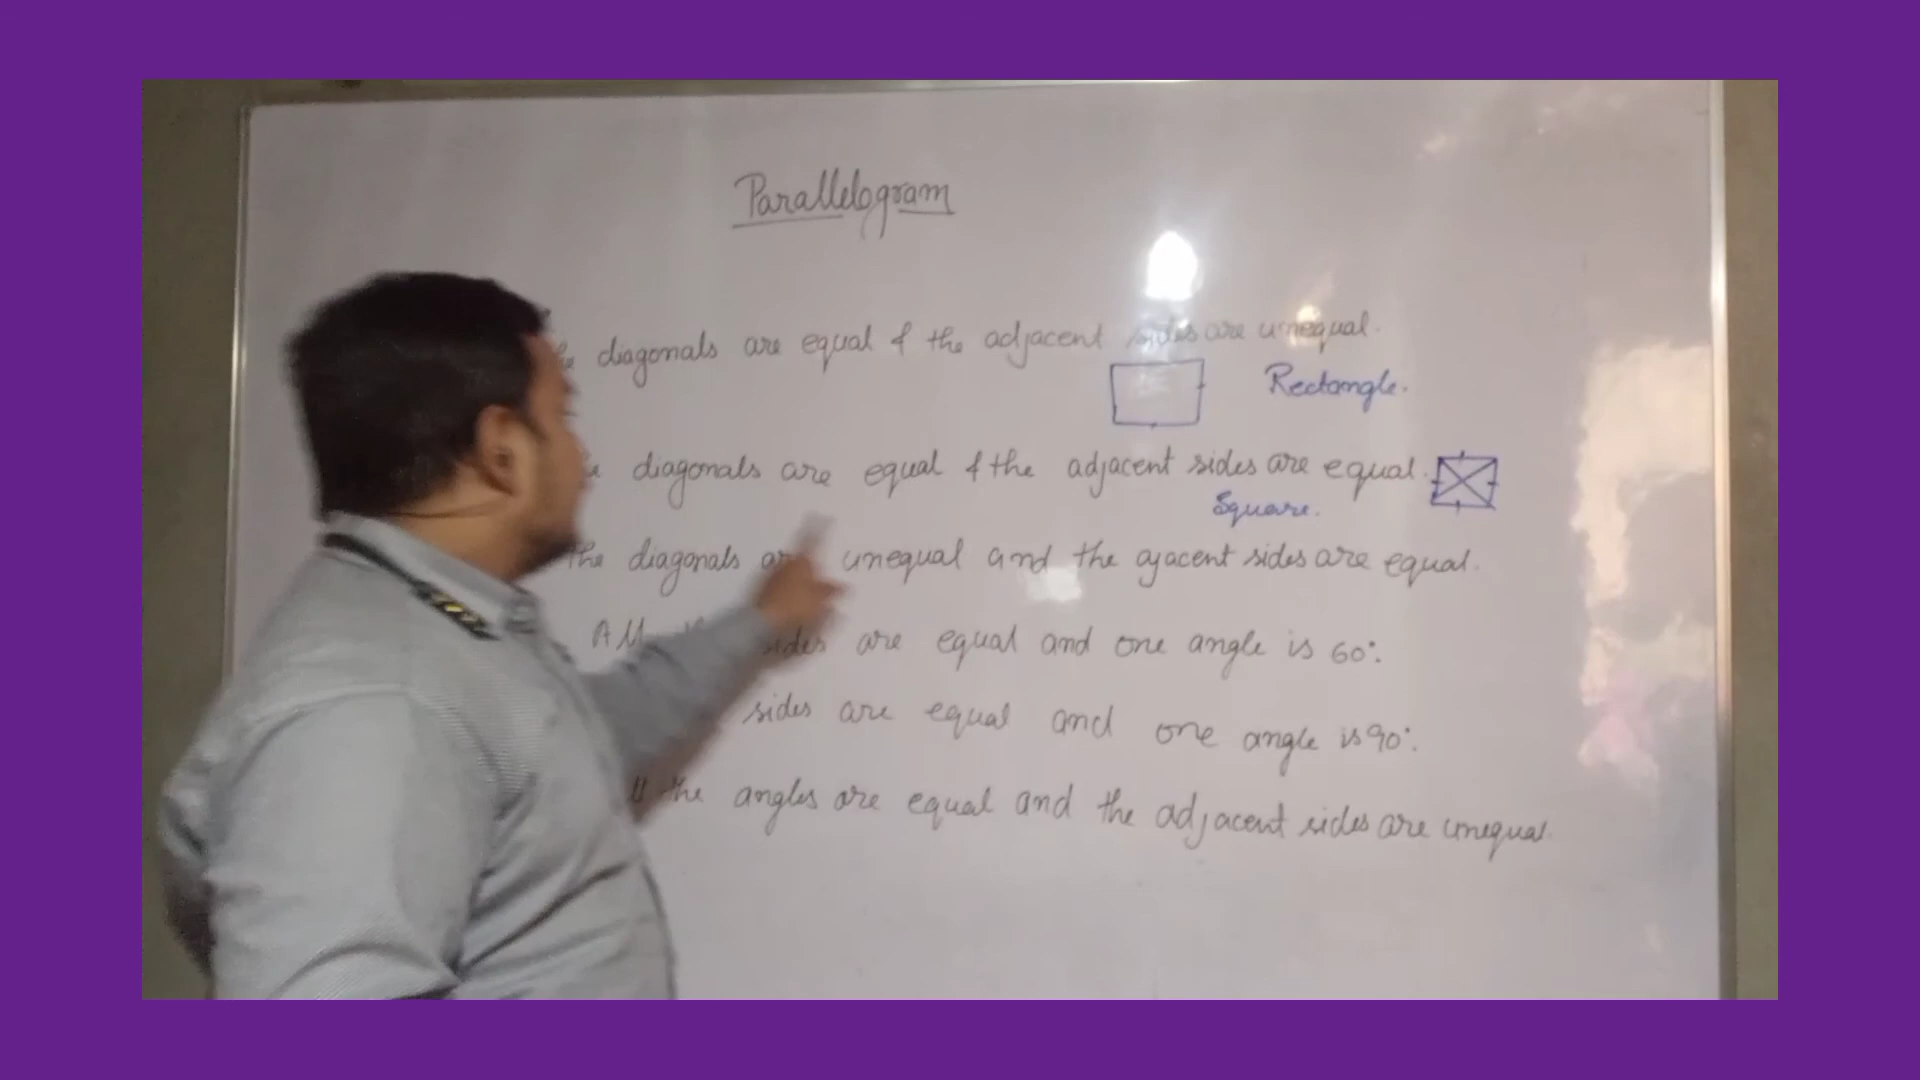 Parallelogram
diagonals are equal & the adjacent sides are unequal.
Rectangle.
diagonals are equal & the adjacent sides are equal.
Square.
the diagonals are unequal and the ajacent sides are equal.
All sides are equal and one angle is 60°.
sides are equal and one angle is 90°.
the angles are equal and the adjacent sides are unequal.